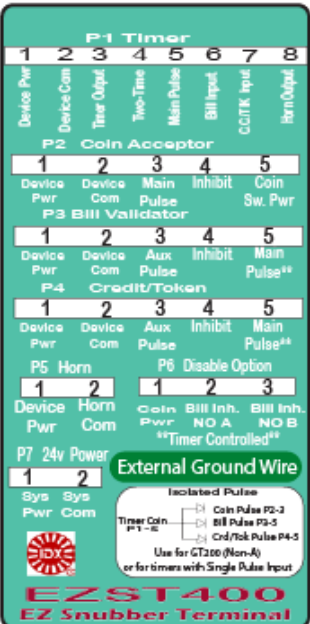 P1 Timer
1 2 3 4 5 6 7 8
Device Pwr
Device Com
Timer Output
Two-Time
Main Pulse
Bill Input
C.C/TK Input
Horn Output
P2 Coin Acceptor
1 2 3 4 5
Device Device Main Inhibit Coin
Pwr Com Pulse Sw. Pwr
P3 Bill Validator
1 2 3 4 5
Device Device Aux Inhibit Main
Pwr Com Pulse Pulse**
P4 Credit/Token
1 2 3 4 5
Device Device Aux Inhibit Main
Pwr Com Pulse Pulse**
P5 Horn P6 Disable Option
1 2 1 2 3
Device Horn Coin Bill Inh. Bill Inh.
Pwr Com Pwr NO A NO B
**Timer Controlled**
P7 24v Power
1 2
Sys Sys
Pwr Com
External Ground Wire
Isolated Pulse
Timer Coin
P1-5
Coin Pulse P2-3
Bill Pulse P3-5
Crd/Tok Pulse P4-5
Use for GT200 (Non-A)
or for timers with Single Pulse Input
IDX
EZST400
EZ Snubber Terminal